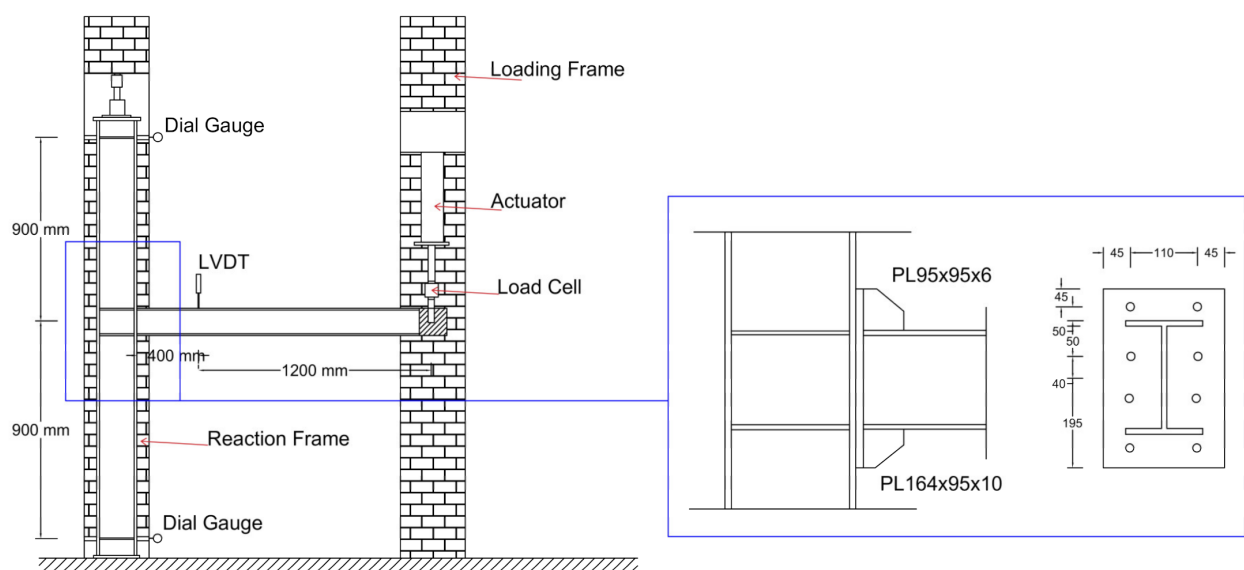 Loading Frame
Dial Gauge
Actuator
900 mm
LVDT
Load Cell
400 mm
1200 mm
900 mm
Reaction Frame
Dial Gauge
PL95x95x6
PL164x95x10
45
110
45
45
50
50
40
195